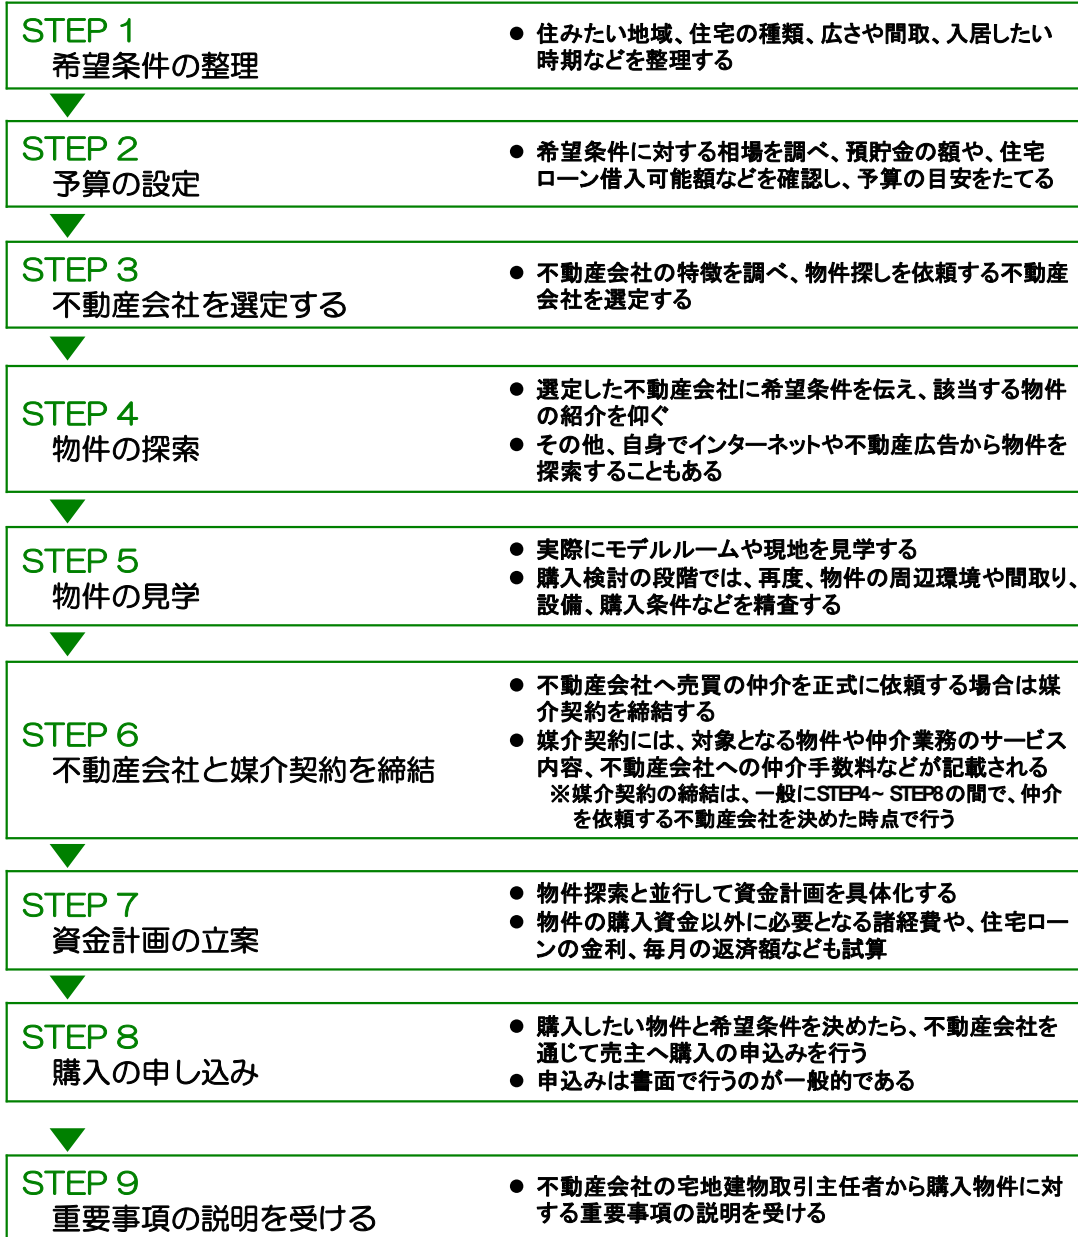 STEP 1
希望条件の整理
● 住みたい地域、住宅の種類、広さや間取、入居したい
時期などを整理する
STEP 2
予算の設定
● 希望条件に対する相場を調べ、預貯金の額や、住宅
ローン借入可能額などを確認し、予算の目安をたてる
STEP 3
不動産会社を選定する
● 不動産会社の特徴を調べ、物件探しを依頼する不動産
会社を選定する
STEP 4
物件の探索
● 選定した不動産会社に希望条件を伝え、該当する物件
の紹介を仰ぐ
● その他、自身でインターネットや不動産広告から物件を
探索することもある
STEP 5
物件の見学
● 実際にモデルルームや現地を見学する
● 購入検討の段階では、再度、物件の周辺環境や間取り、
設備、購入条件などを精査する
STEP 6
不動産会社と媒介契約を締結
● 不動産会社へ売買の仲介を正式に依頼する場合は媒
介契約を締結する
● 媒介契約には、対象となる物件や仲介業務のサービス
内容、不動産会社への仲介手数料などが記載される
※媒介契約の締結は、一般にSTEP4~STEP8の間で、仲介
を依頼する不動産会社を決めた時点で行う
STEP 7
資金計画の立案
● 物件探索と並行して資金計画を具体化する
● 物件の購入資金以外に必要となる諸経費や、住宅ロー
ンの金利、毎月の返済額なども試算
STEP 8
購入の申し込み
● 購入したい物件と希望条件を決めたら、不動産会社を
通じて売主へ購入の申込みを行う
● 申込みは書面で行うのが一般的である
STEP 9
重要事項の説明を受ける
● 不動産会社の宅地建物取引主任者から購入物件に対
する重要事項の説明を受ける